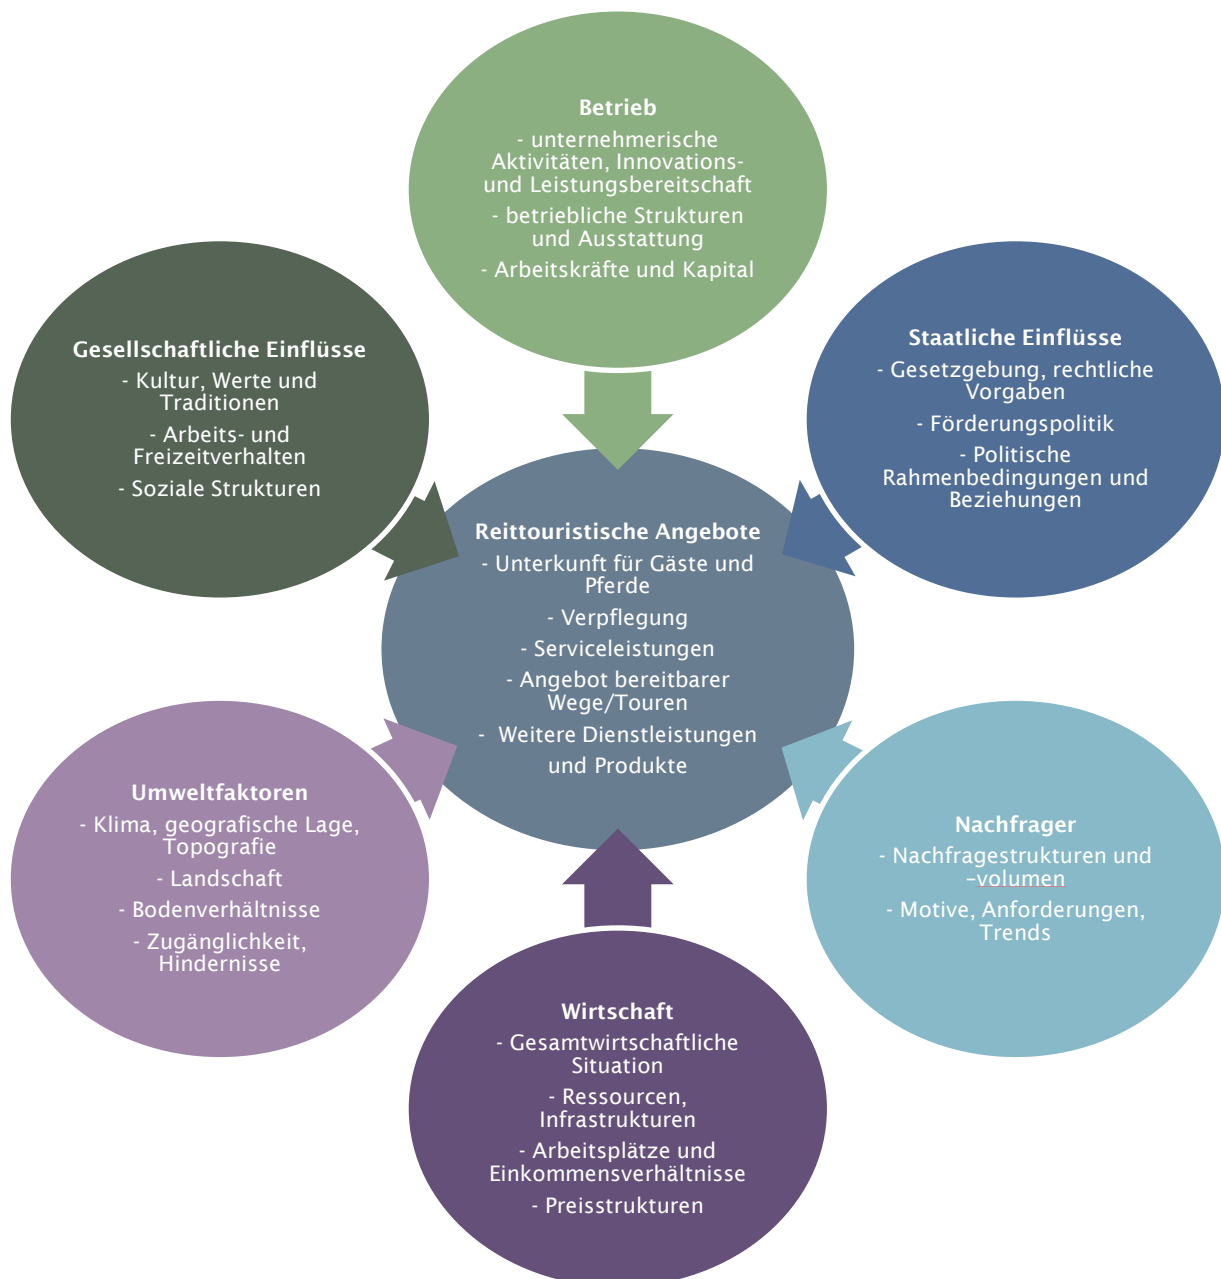 Betrieb
- unternehmerische
Aktivitäten, Innovations-
und Leistungsbereitschaft
- betriebliche Strukturen
und Ausstattung
- Arbeitskräfte und Kapital
Gesellschaftliche Einflüsse
- Kultur, Werte und
Traditionen
- Arbeits- und
Freizeitverhalten
- Soziale Strukturen
Staatliche Einflüsse
- Gesetzgebung, rechtliche
Vorgaben
- Förderungspolitik
- Politische
Rahmenbedingungen und
Beziehungen
Reittouristische Angebote
- Unterkunft für Gäste und
Pferde
- Verpflegung
- Serviceleistungen
- Angebot bereitbarer
Wege/Touren
- Weitere Dienstleistungen
und Produkte
Umweltfaktoren
- Klima, geografische Lage,
Topografie
- Landschaft
- Bodenverhältnisse
- Zugänglichkeit,
Hindernisse
Nachfrager
- Nachfragestrukturen und
–volumen
- Motive, Anforderungen,
Trends
Wirtschaft
- Gesamtwirtschaftliche
Situation
- Ressourcen,
Infrastrukturen
- Arbeitsplätze und
Einkommensverhältnisse
- Preisstrukturen